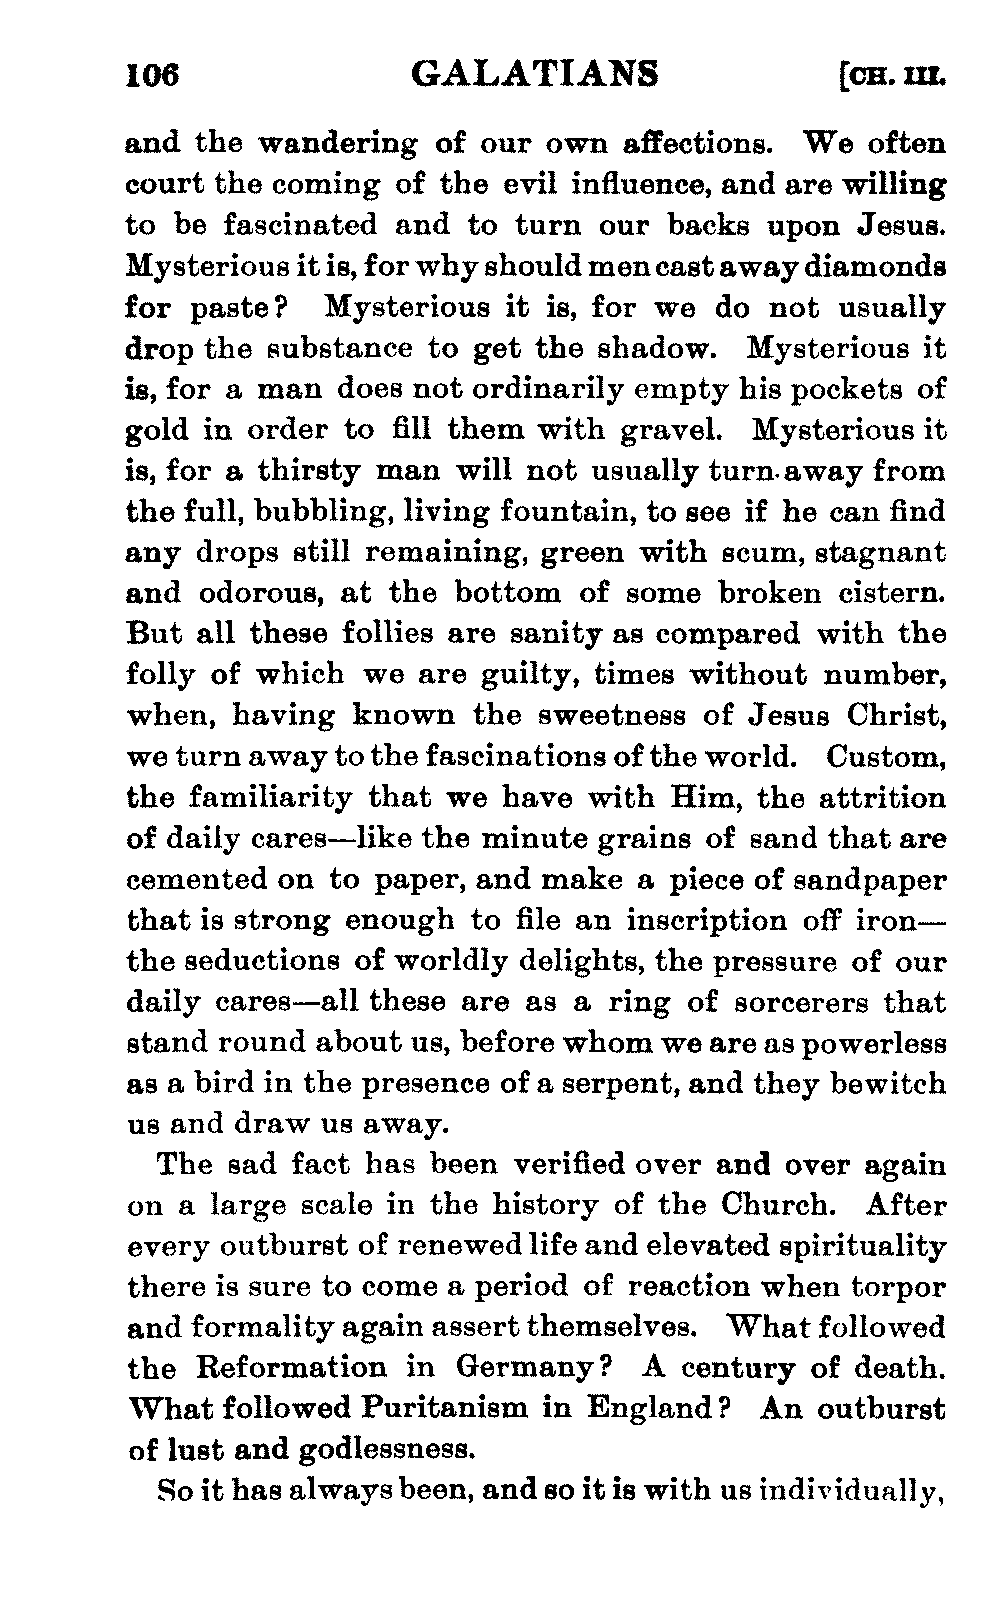 106 GALATIANS [CH. III.
and the wandering of our own affections. We often
court the coming of the evil influence, and are willing
to be fascinated and to turn our backs upon Jesus.
Mysterious it is, for why should men cast away diamonds
for paste? Mysterious it is, for we do not usually
drop the substance to get the shadow. Mysterious it
is, for a man does not ordinarily empty his pockets of
gold in order to fill them with gravel. Mysterious it
is, for a thirsty man will not usually turn away from
the full, bubbling, living fountain, to see if he can find
any drops still remaining, green with scum, stagnant
and odorous, at the bottom of some broken cistern.
But all these follies are sanity as compared with the
folly of which we are guilty, times without number,
when, having known the sweetness of Jesus Christ,
we turn away to the fascinations of the world. Custom,
the familiarity that we have with Him, the attrition
of daily cares—like the minute grains of sand that are
cemented on to paper, and make a piece of sandpaper
that is strong enough to file an inscription off iron—
the seductions of worldly delights, the pressure of our
daily cares—all these are as a ring of sorcerers that
stand round about us, before whom we are as powerless
as a bird in the presence of a serpent, and they bewitch
us and draw us away.
The sad fact has been verified over and over again
on a large scale in the history of the Church. After
every outburst of renewed life and elevated spirituality
there is sure to come a period of reaction when torpor
and formality again assert themselves. What followed
the Reformation in Germany? A century of death.
What followed Puritanism in England? An outburst
of lust and godlessness.
So it has always been, and so it is with us individually,